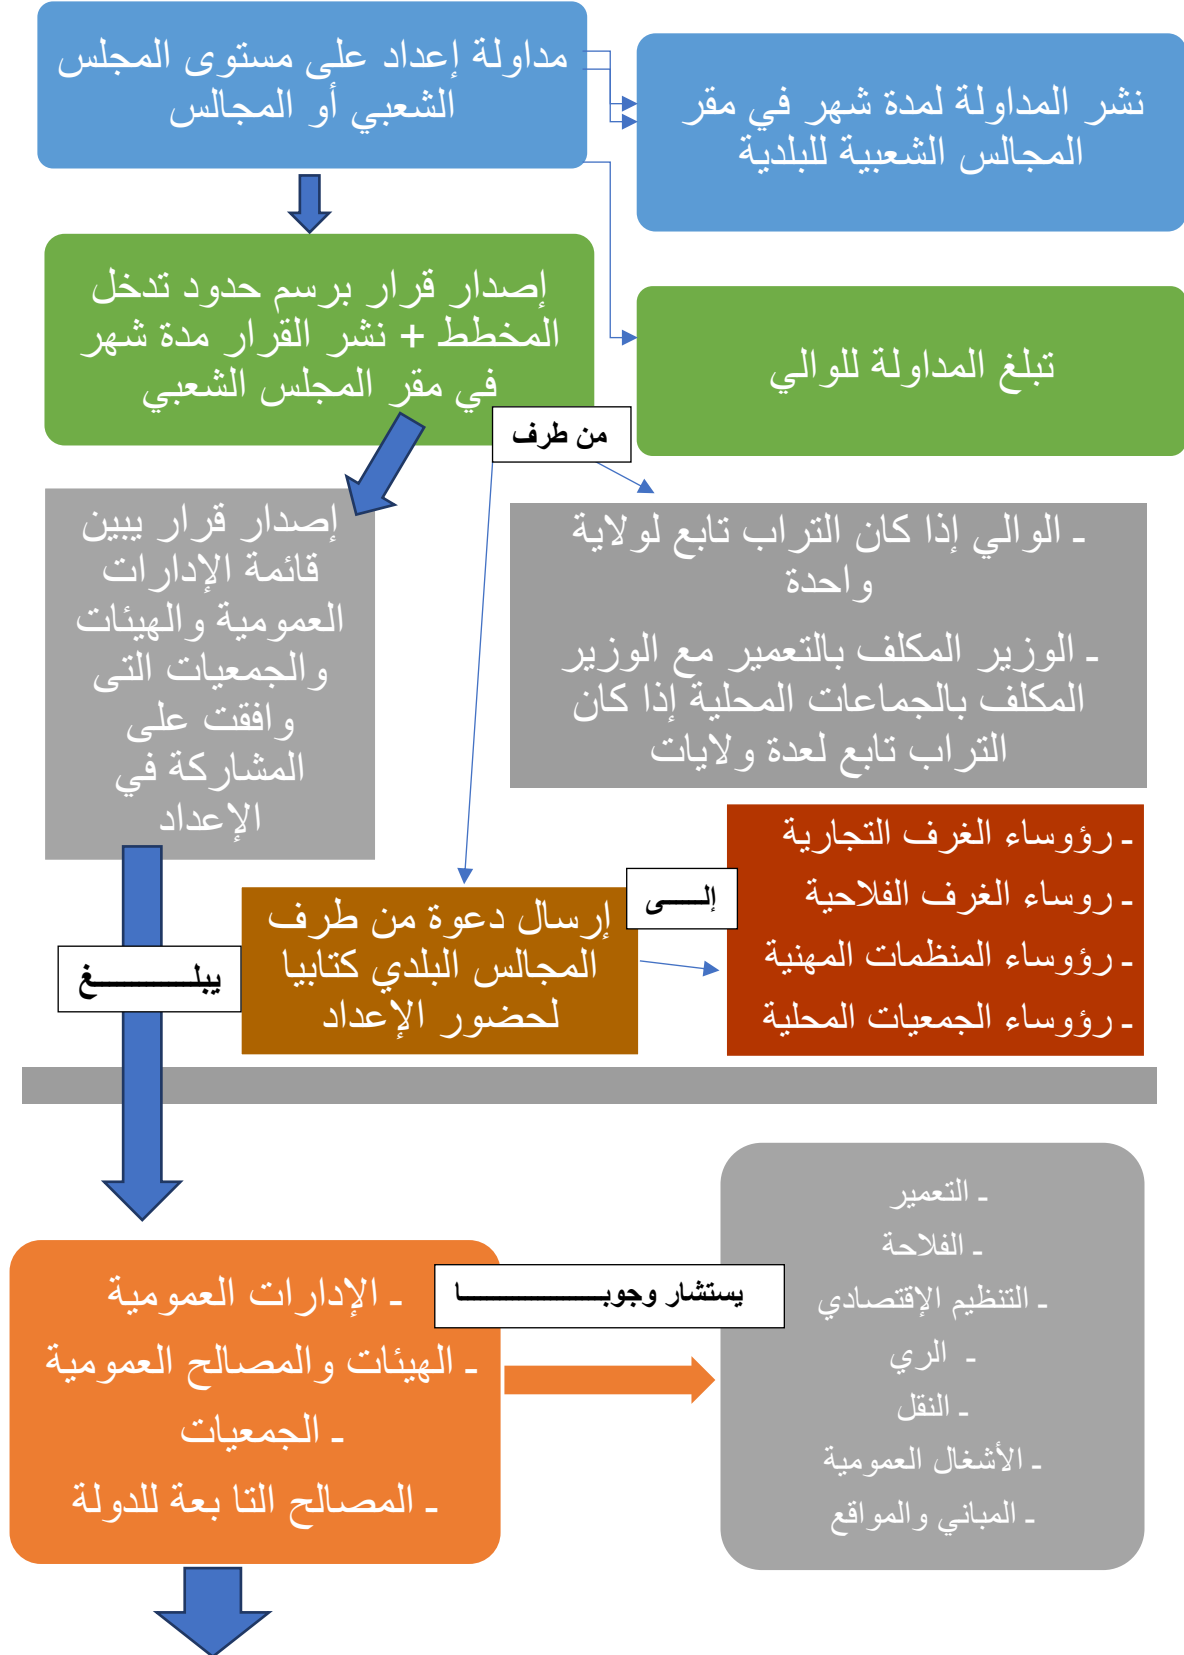 مداولة إعداد على مستوى المجلس
الشعبي أو المجالس
نشر المداولة لمدة شهر في مقر
المجالس الشعبية للبلدية
إصدار قرار برسم حدود تدخل
المخطط + نشر القرار مدة شهر
في مقر المجلس الشعبي
تبلغ المداولة للوالي
من طرف
ـ الوالي إذا كان التراب تابع لولاية
واحدة
ـ الوزير المكلف بالتعمير مع الوزير
المكلف بالجماعات المحلية إذا كان
التراب تابع لعدة ولايات
إصدار قرار يبين
قائمة الإدارات
العمومية والهيئات
والجمعيات التى
وافقت على
المشاركة في
الإعداد
إرسال دعوة من طرف
المجالس البلدي كتابيا
لحضور الإعداد
إلـــــى
ـ رؤوساء الغرف التجارية
ـ روساء الغرف الفلاحية
ـ رؤوساء المنظمات المهنية
ـ رؤوساء الجمعيات المحلية
يبلـــــــــــــغ
ـ الإدارات العمومية
ـ الهيئات والمصالح العمومية
ـ الجمعيات
ـ المصالح التا بعة للدولة
يستشار وجوبـــــــــــــــــا
ـ التعمير
ـ الفلاحة
ـ التنظيم الإقتصادي
ـ الري
ـ النقل
ـ الأشغال العمومية
ـ المباني والمواقع